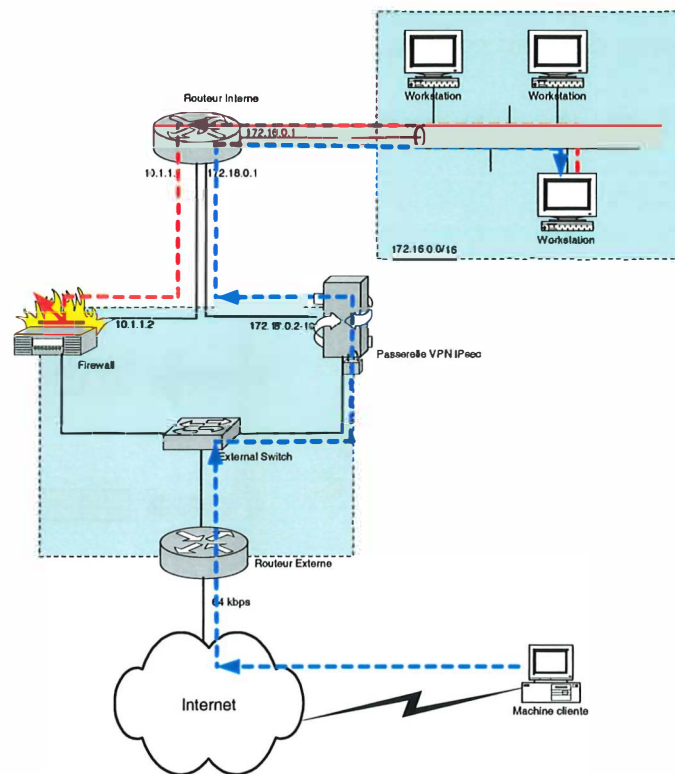 Workstation
Workstation
Routeur Interne
172.16.0.1
10.1.1.
172.18.0.1
Workstation
172.16.0.0/16
10.1.1.2
Passerelle VPN IPsec
Firewall
External Switch
Routeur Externe
64 kbps
Internet
Machine cliente